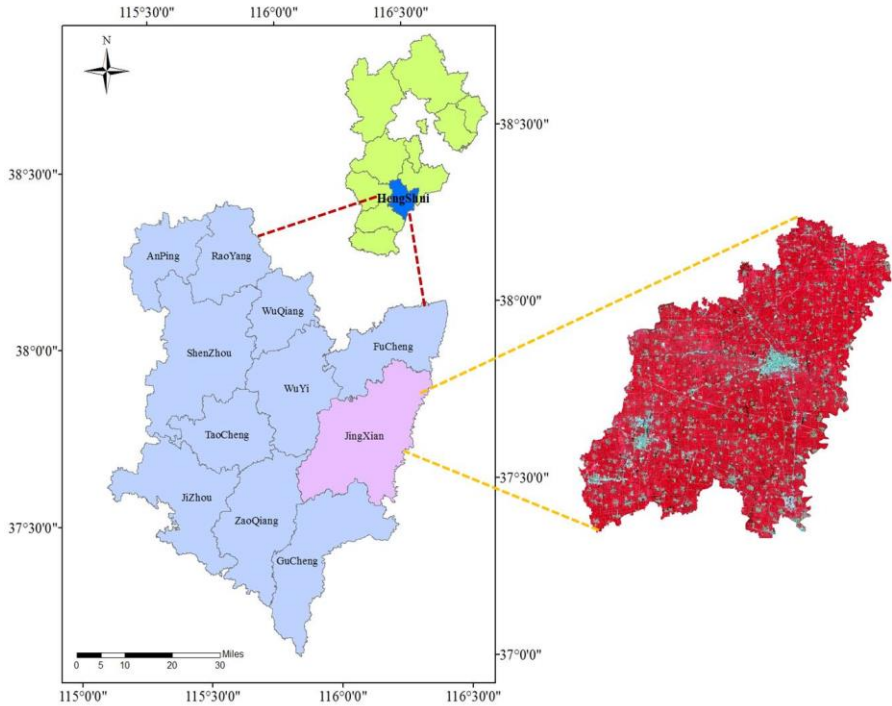 115°30'0"
116°0'0"
116°30'0"
N
38°30'0"
38°30'0"
HengShui
AnPing
RaoYang
WuQiang
38°0'0"
38°0'0"
ShenZhou
FuCheng
WuYi
TaoCheng
JingXian
37°30'0"
JiZhou
37°30'0"
ZaoQiang
GuCheng
Miles
0 5 10 20 30
37°0'0"
115°0'0"
115°30'0"
116°0'0"
116°30'0"